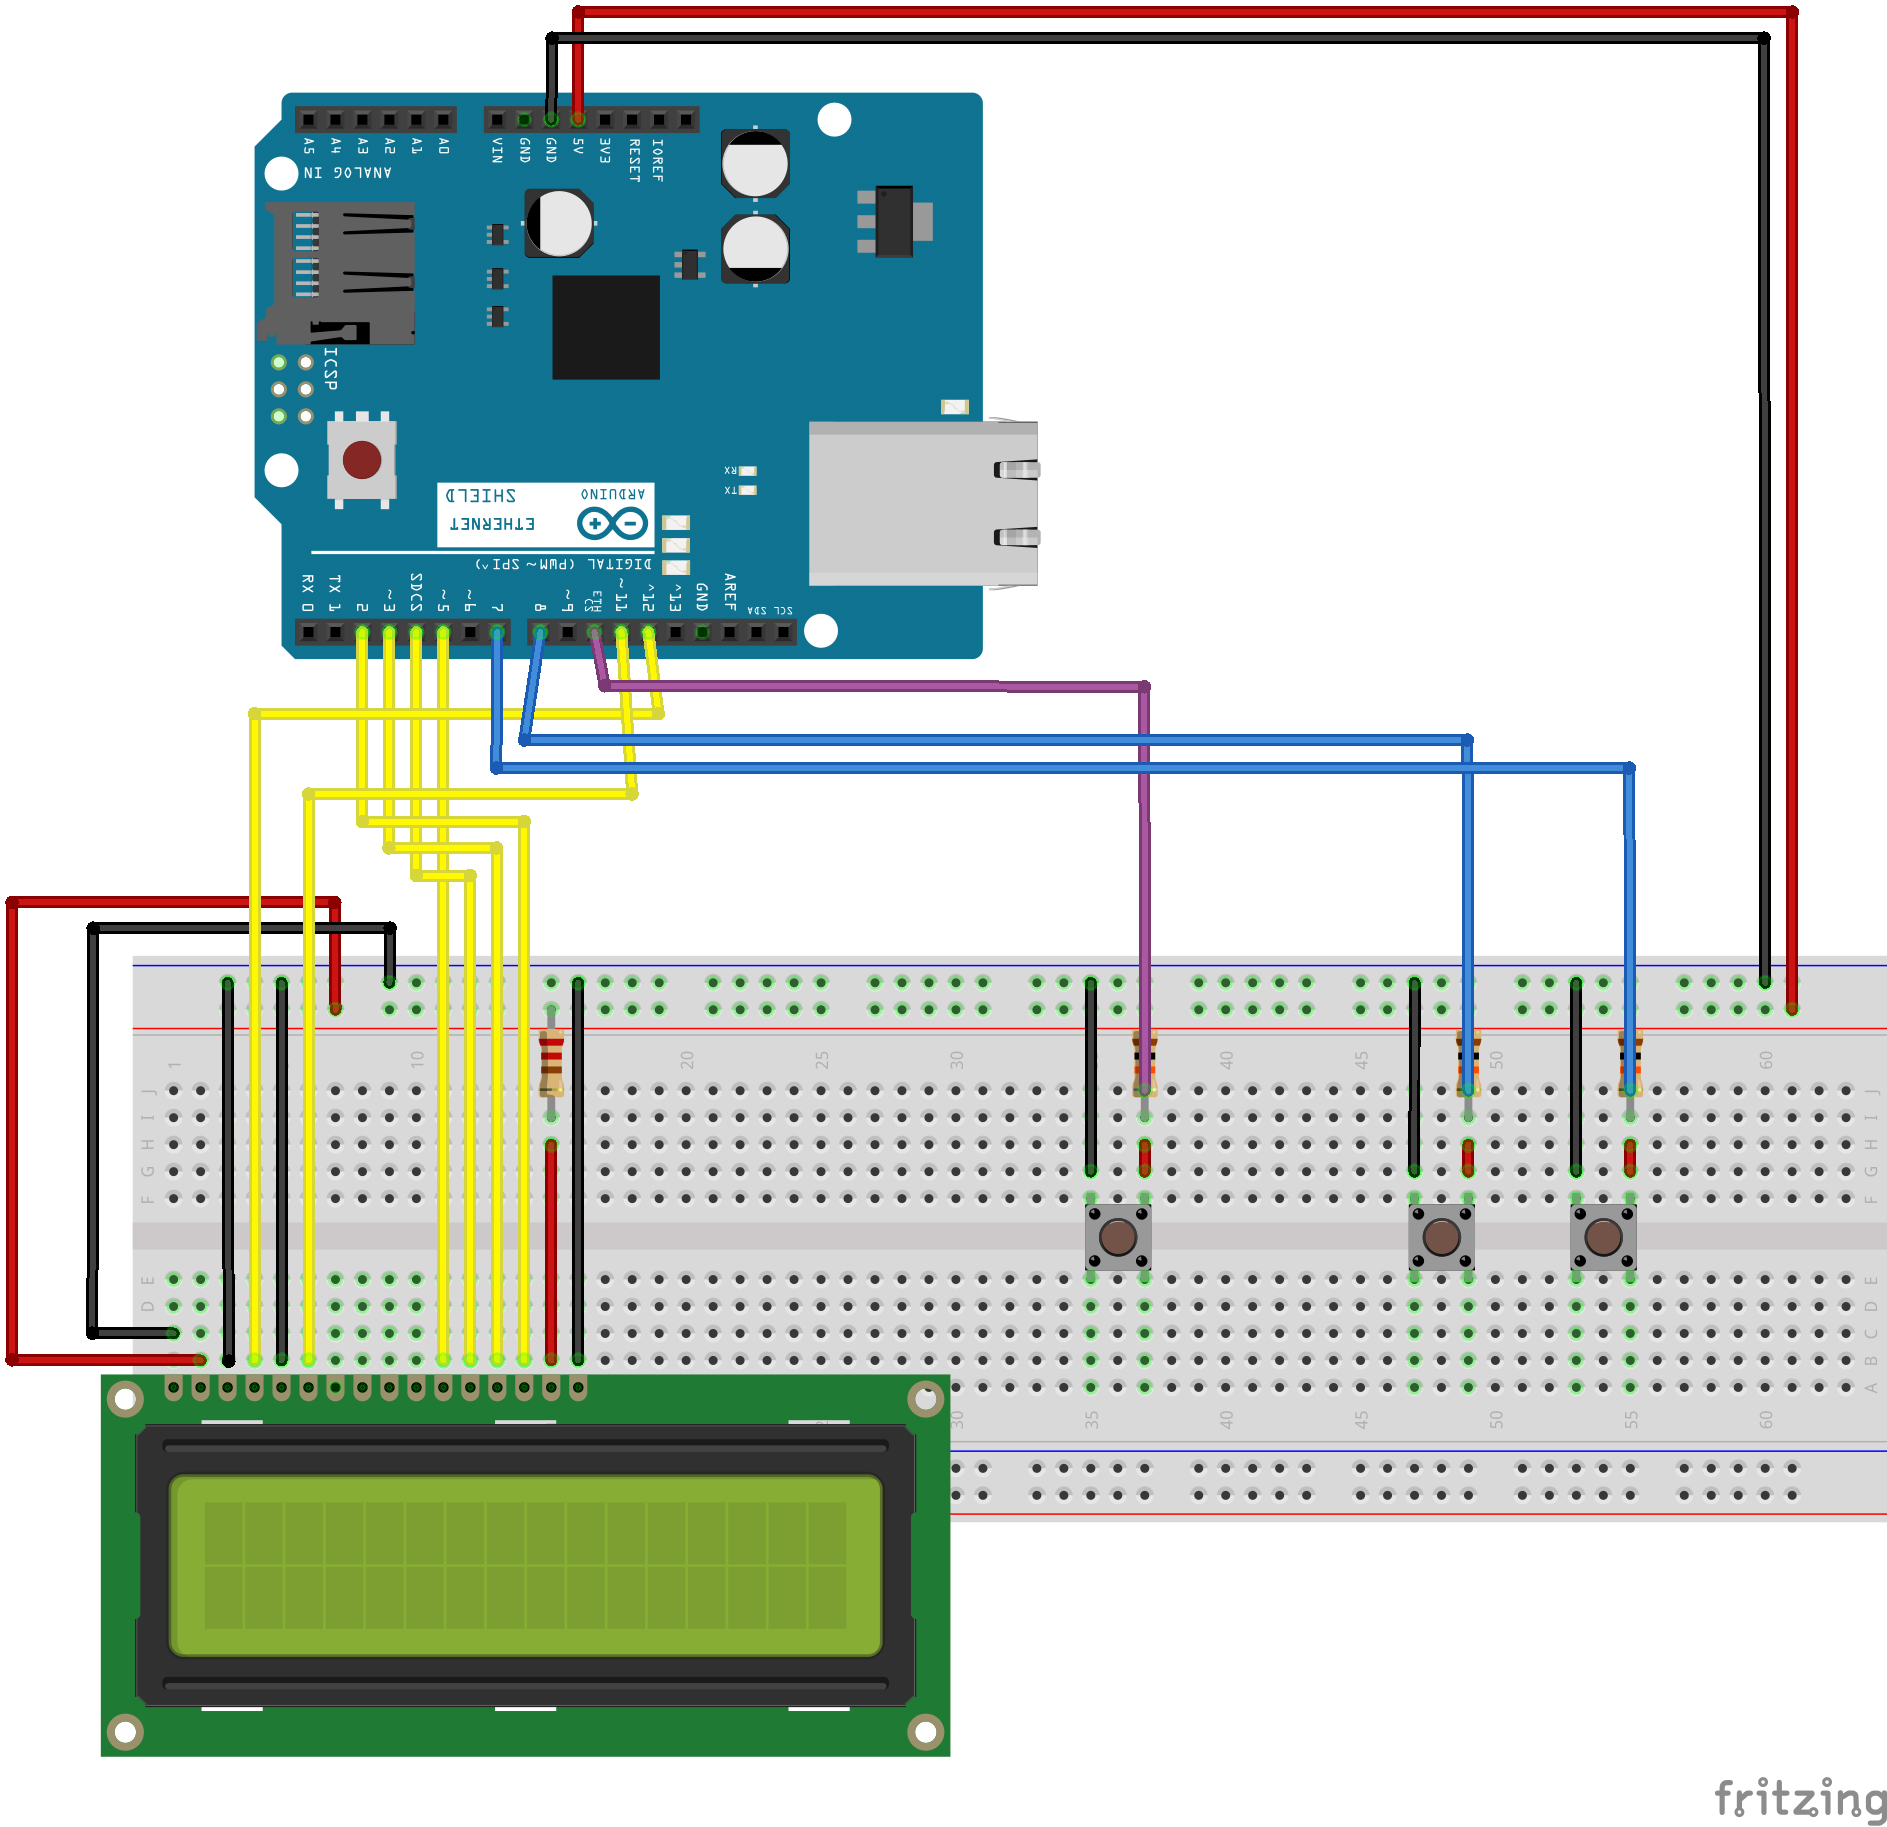 A5 A4 A3 A2 A1 A0 VIN GND GND 5V 3V3 RESET IOREF
ANALOG IN
ICSP
RX
TX
ARDUINO
ETHERNET
SHIELD
DIGITAL (PWM ~ SPI^)
RX 0 TX 1 2 ~3 SDCS ~5 ~6 7 8 ~9 ETH CS ~11 ^12 ^13 GND AREF SDA SCL
1 10 20 25 30 40 45 50 60
J J
I I
H H
G G
F F
E E
D D
C
B
A
30 35 40 45 50 55 60
fritzing